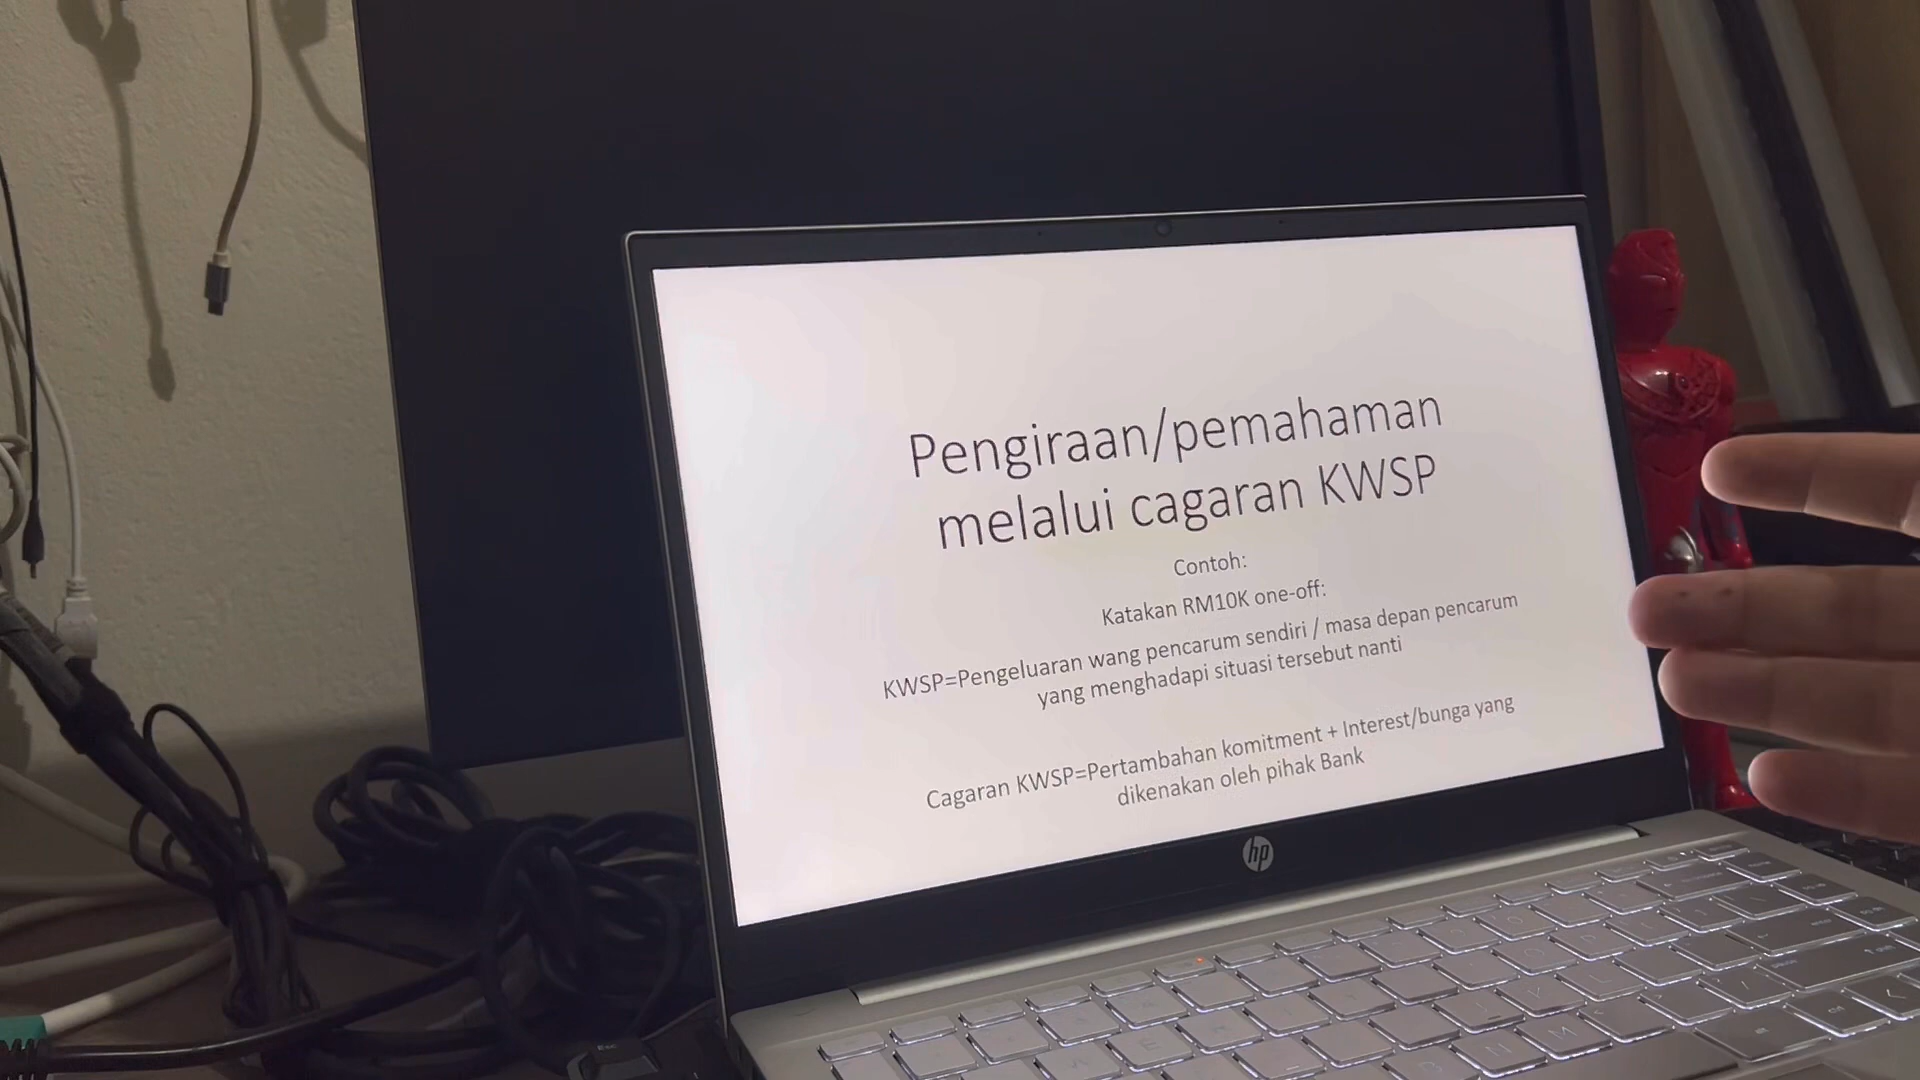 Pengiraan/pemahaman
melalui cagaran KWSP
Contoh:
Katakan RM10K one-off:
KWSP=Pengeluaran wang pencarum sendiri / masa depan pencarum
yang menghadapi situasi tersebut nanti
Cagaran KWSP=Pertambahan komitment + Interest/bunga yang
dikenakan oleh pihak Bank
hp